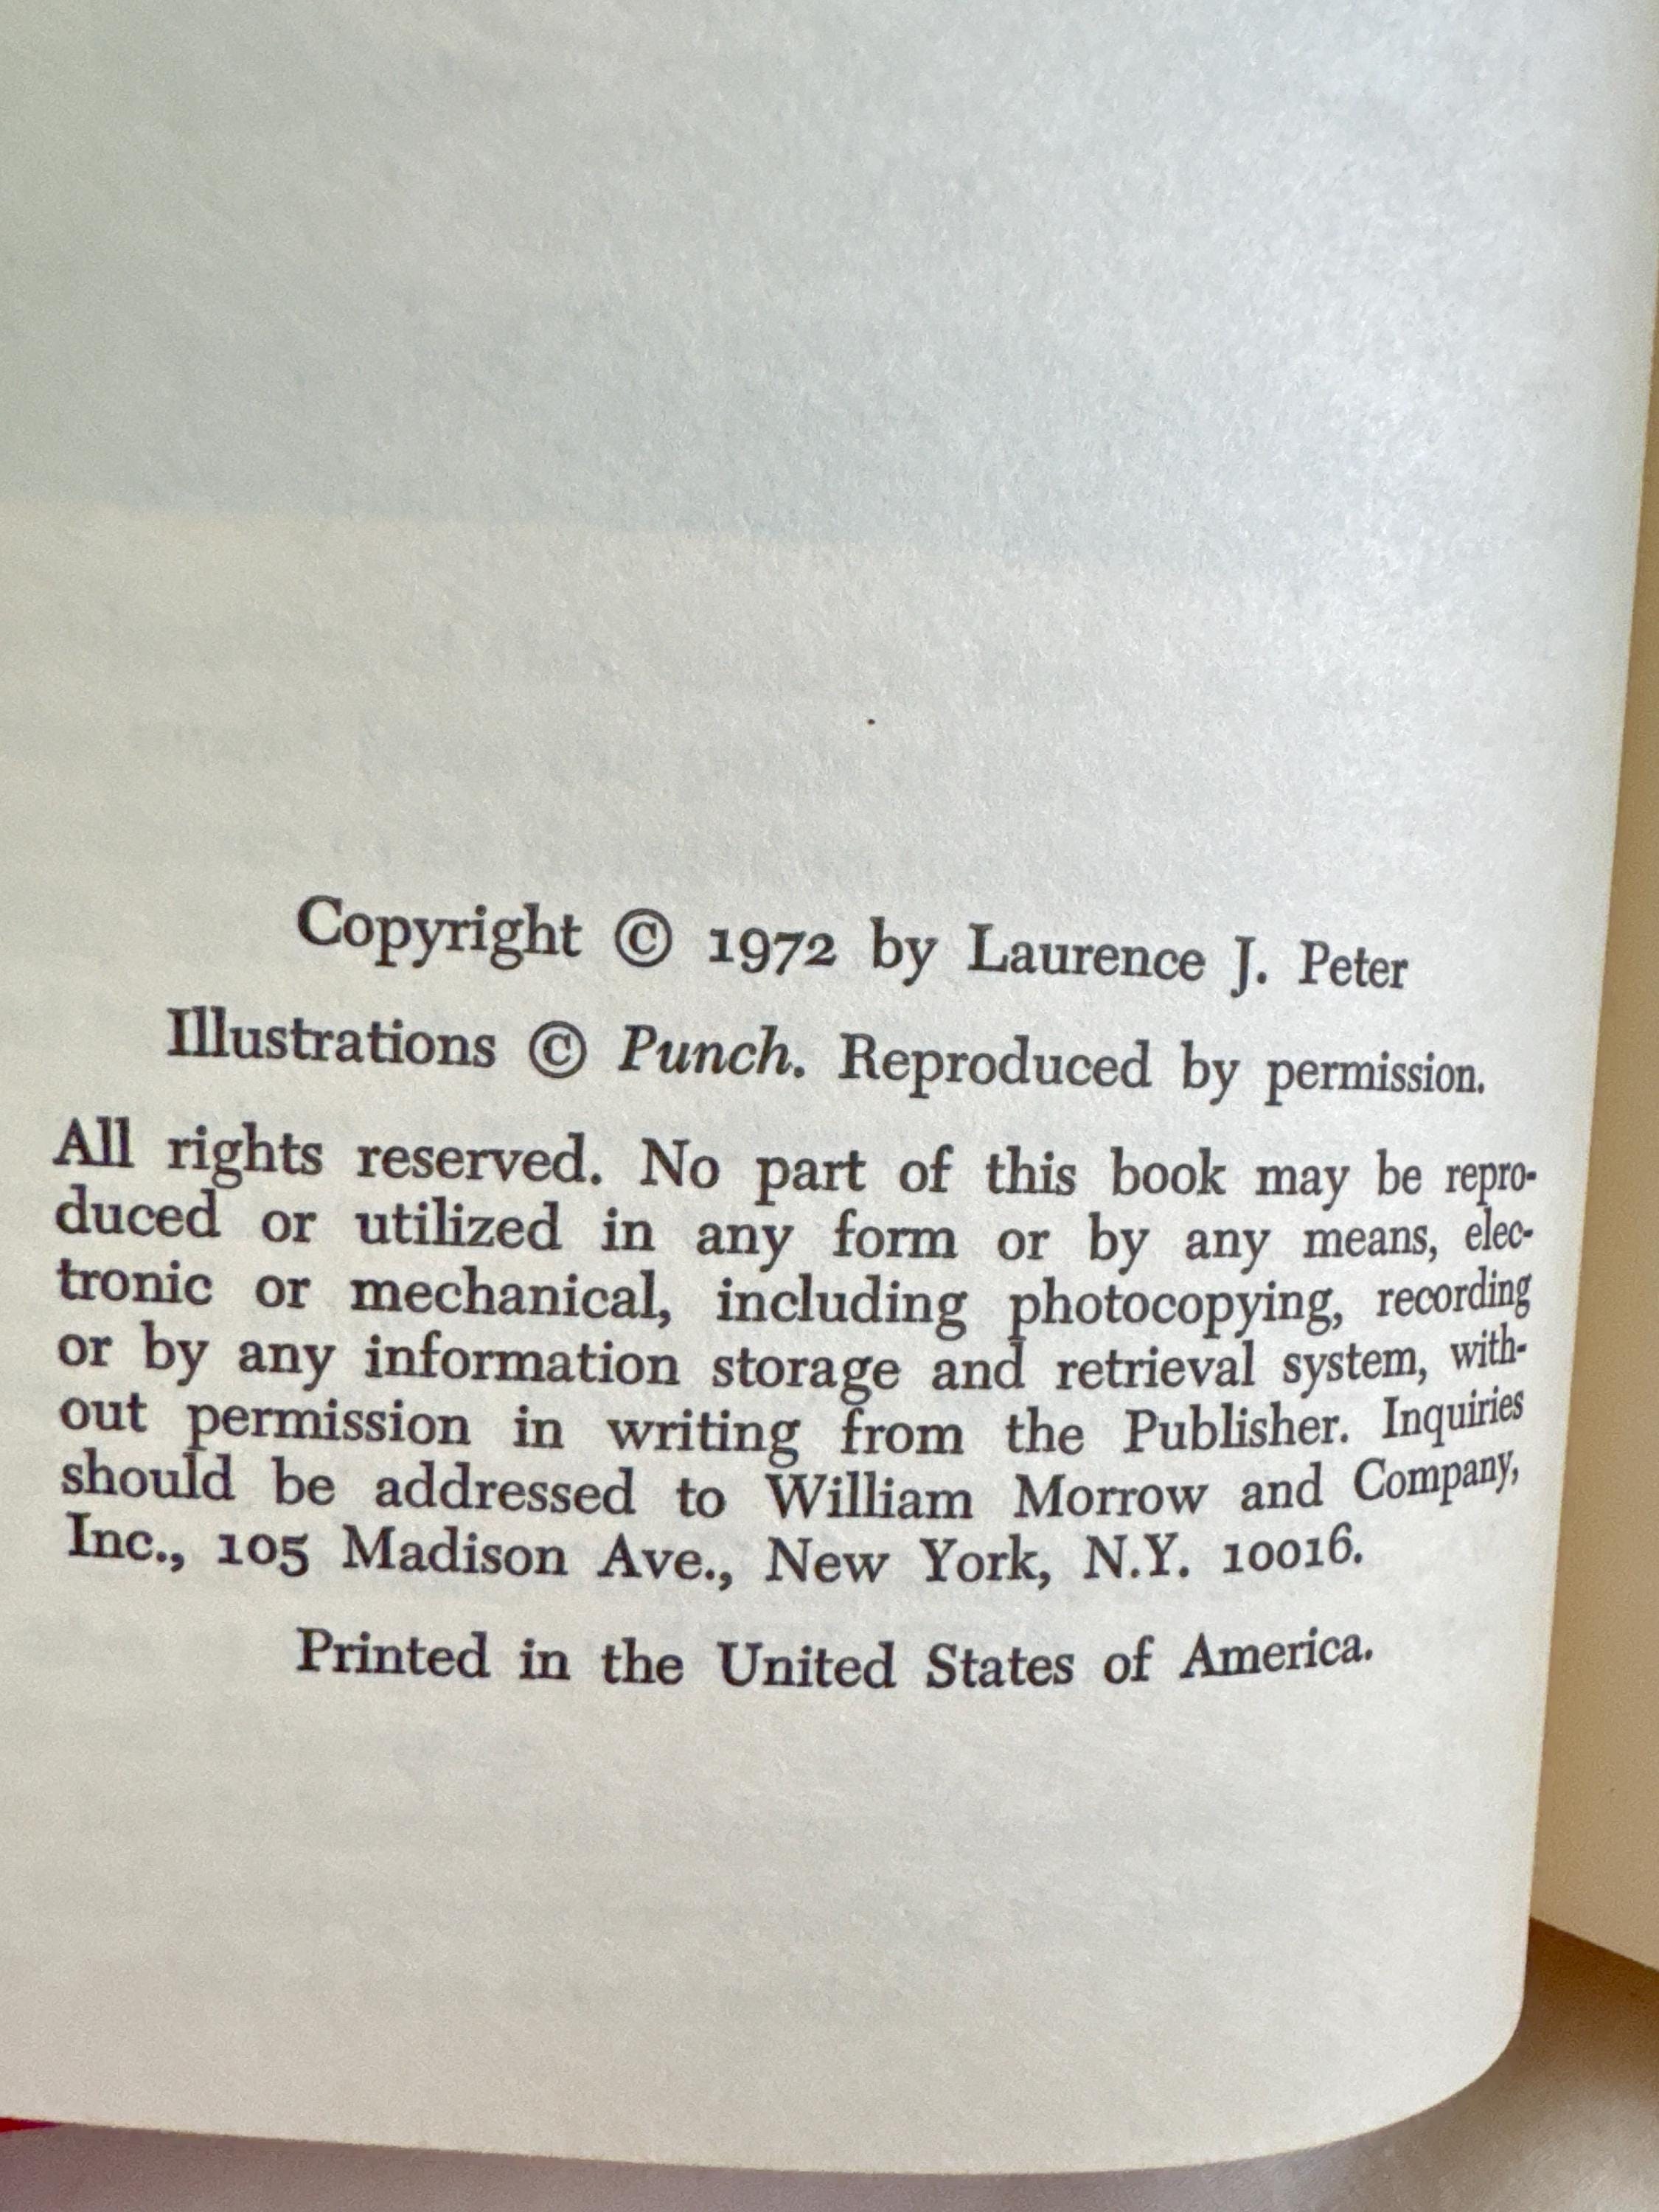 Copyright © 1972 by Laurence J. Peter
Illustrations © Punch. Reproduced by permission.
All rights reserved. No part of this book may be repro-
duced or utilized in any form or by any means, elec-
tronic or mechanical, including photocopying, recording
or by any information storage and retrieval system, with-
out permission in writing from the Publisher. Inquiries
should be addressed to William Morrow and Company,
Inc., 105 Madison Ave., New York, N.Y. 10016.
Printed in the United States of America.